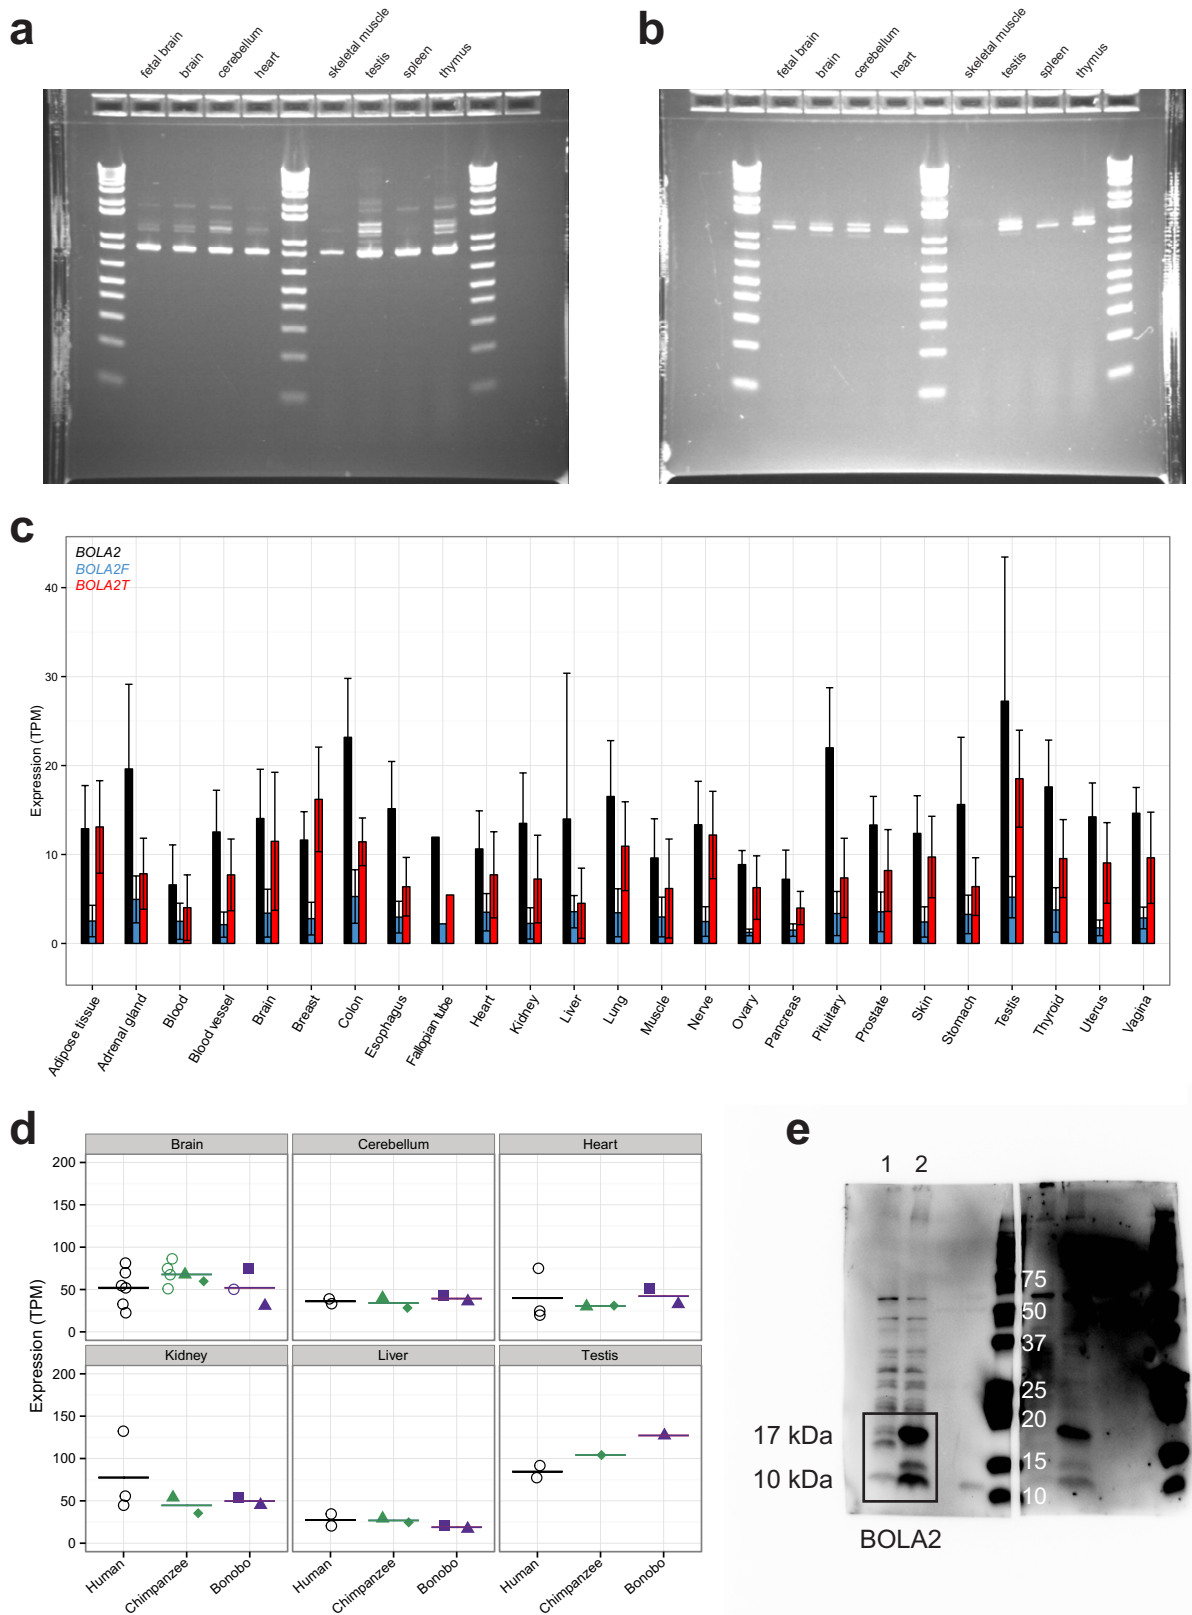 a
fetal brain
brain
cerebellum
heart
skeletal muscle
testis
spleen
thymus
b
fetal brain
brain
cerebellum
heart
skeletal muscle
testis
spleen
thymus
c
BOLA2
BOLA2F
BOLA2T
Expression (TPM)
40
30
20
10
0
Adipose tissue
Adrenal gland
Blood
Blood vessel
Brain
Breast
Colon
Esophagus
Fallopian tube
Heart
Kidney
Liver
Lung
Muscle
Nerve
Ovary
Pancreas
Pituitary
Prostate
Skin
Stomach
Testis
Thyroid
Uterus
Vagina
d
Expression (TPM)
Brain
Cerebellum
Heart
200
150
100
50
0
Kidney
Liver
Testis
200
150
100
50
0
Human
Chimpanzee
Bonobo
Human
Chimpanzee
Bonobo
Human
Chimpanzee
Bonobo
e
1 2
75
50
37
25
20
17 kDa
15
10 kDa
10
BOLA2